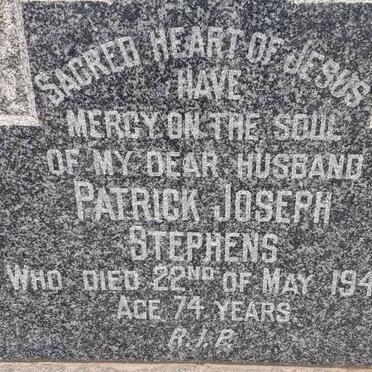 SACRED HEART OF JESUS
HAVE
MERCY ON THE SOUL
OF MY DEAR HUSBAND
PATRICK JOSEPH
STEPHENS
WHO DIED 22ND OF MAY 194
AGE 74 YEARS
R.I.P.